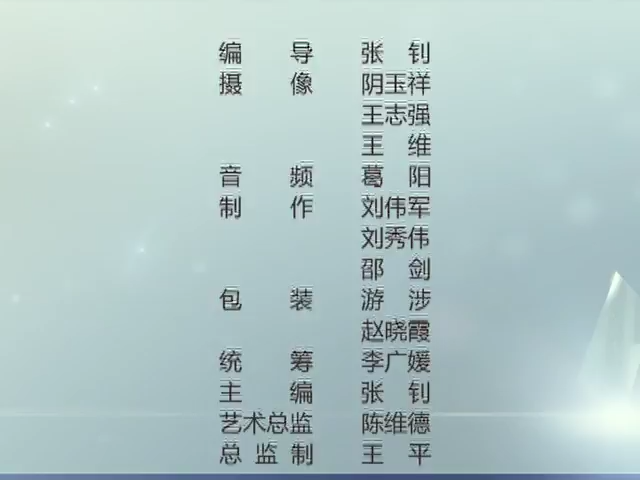 编导 张钊
摄像 阴玉祥
王志强
王维
音频 葛阳
制作 刘伟军
刘秀伟
邵剑
包装 游涉
赵晓霞
统筹 李广媛
主编 张钊
艺术总监 陈维德
总监制 王平